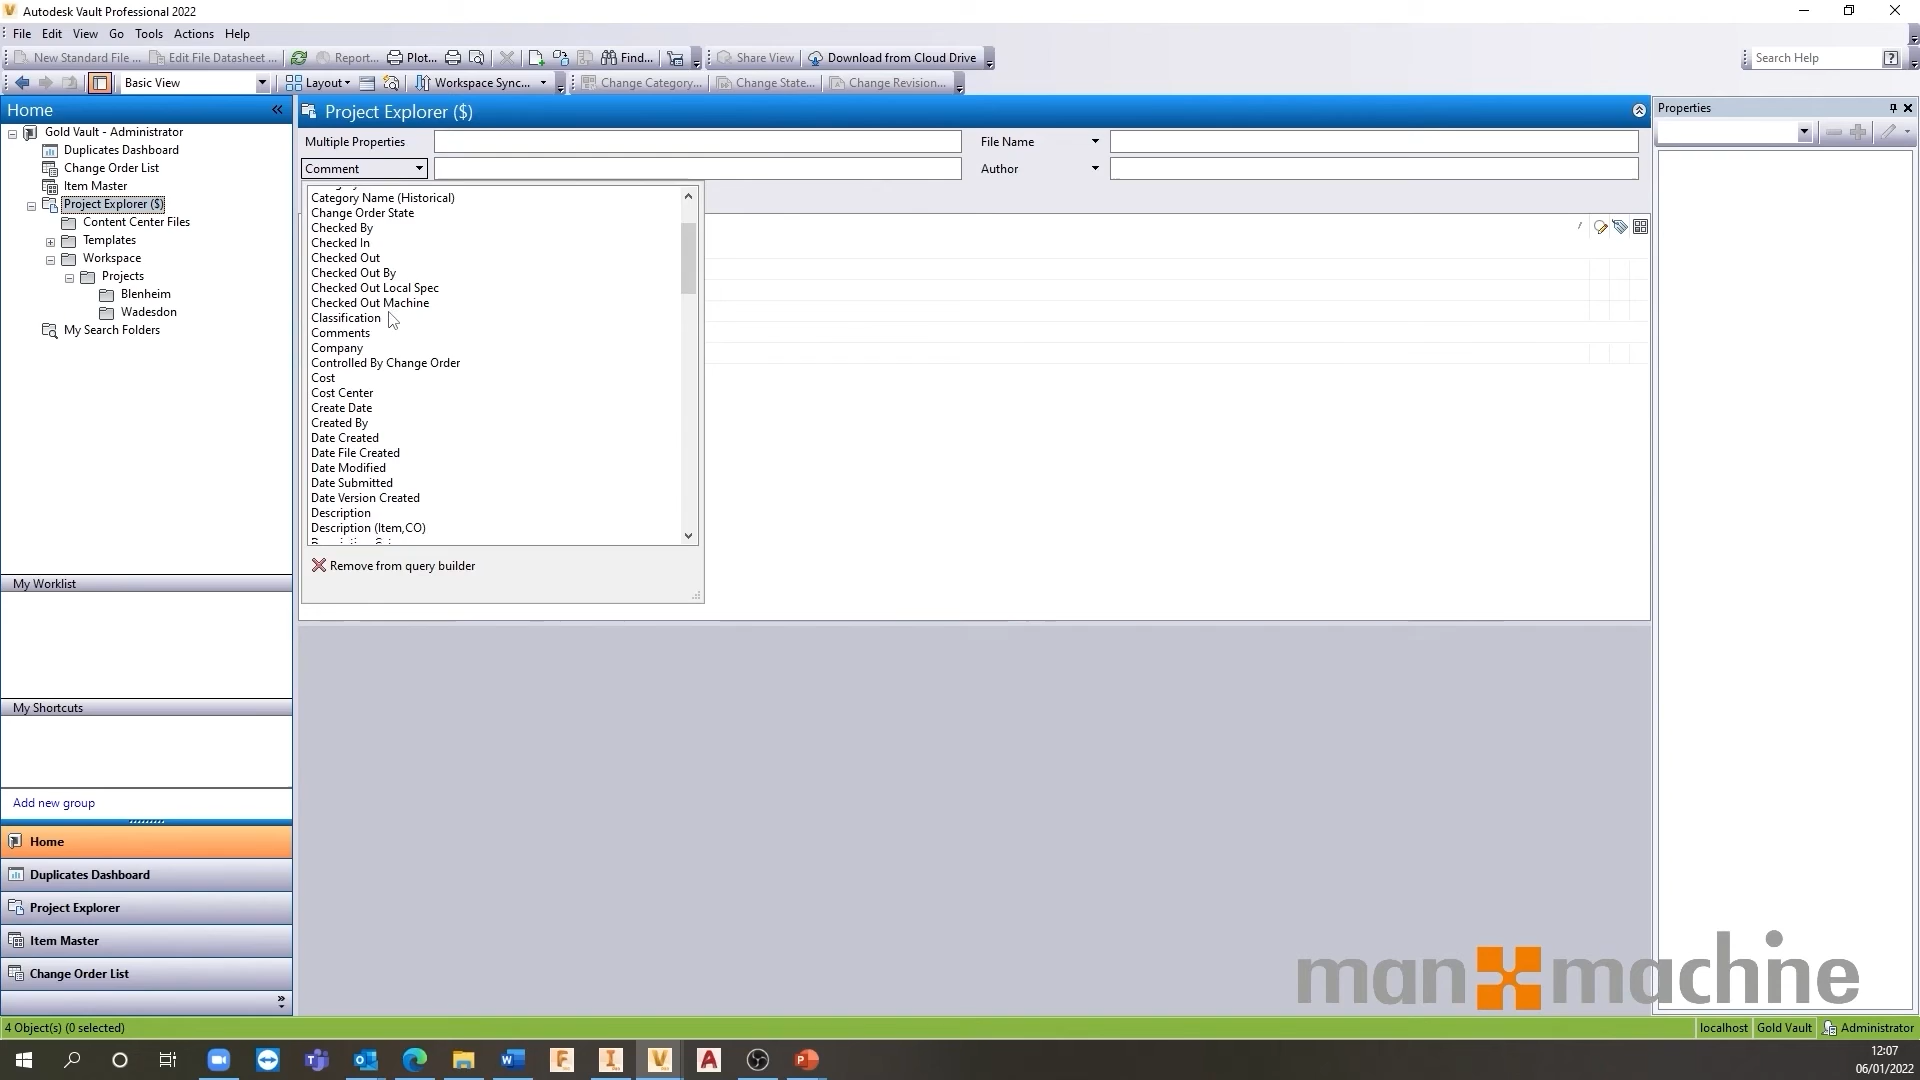 Autodesk Vault Professional 2022
File Edit View Go Tools Actions Help
New Standard File ... Edit File Datasheet ... Report... Plot... Find... Share View Download from Cloud Drive Search Help
Basic View Layout Workspace Sync... Change Category... Change State... Change Revision...
Home
Gold Vault - Administrator
Duplicates Dashboard
Change Order List
Item Master
Project Explorer ($)
Content Center Files
Templates
Workspace
Projects
Blenheim
Wadesdon
My Search Folders
My Worklist
My Shortcuts
Add new group
Home
Duplicates Dashboard
Project Explorer
Item Master
Change Order List
Project Explorer ($)
Multiple Properties
File Name
Comment
Author
Category Name (Historical)
Change Order State
Checked By
Checked In
Checked Out
Checked Out By
Checked Out Local Spec
Checked Out Machine
Classification
Comments
Company
Controlled By Change Order
Cost
Cost Center
Create Date
Created By
Date Created
Date File Created
Date Modified
Date Submitted
Date Version Created
Description
Description (Item,CO)
Remove from query builder
Properties
man machine
4 Object(s) (0 selected)
localhost Gold Vault Administrator
12:07
06/01/2022